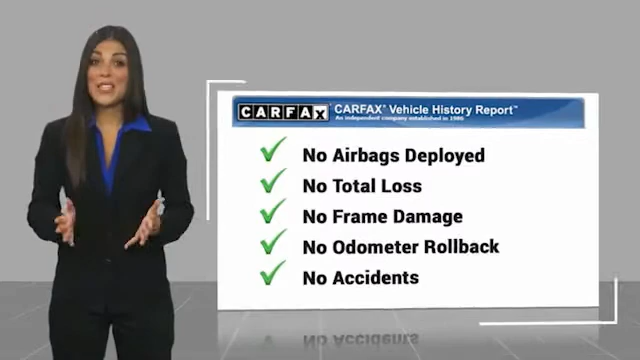 CARFAX CARFAX® Vehicle History Report™
An independent company established in 1986
No Airbags Deployed
No Total Loss
No Frame Damage
No Odometer Rollback
No Accidents